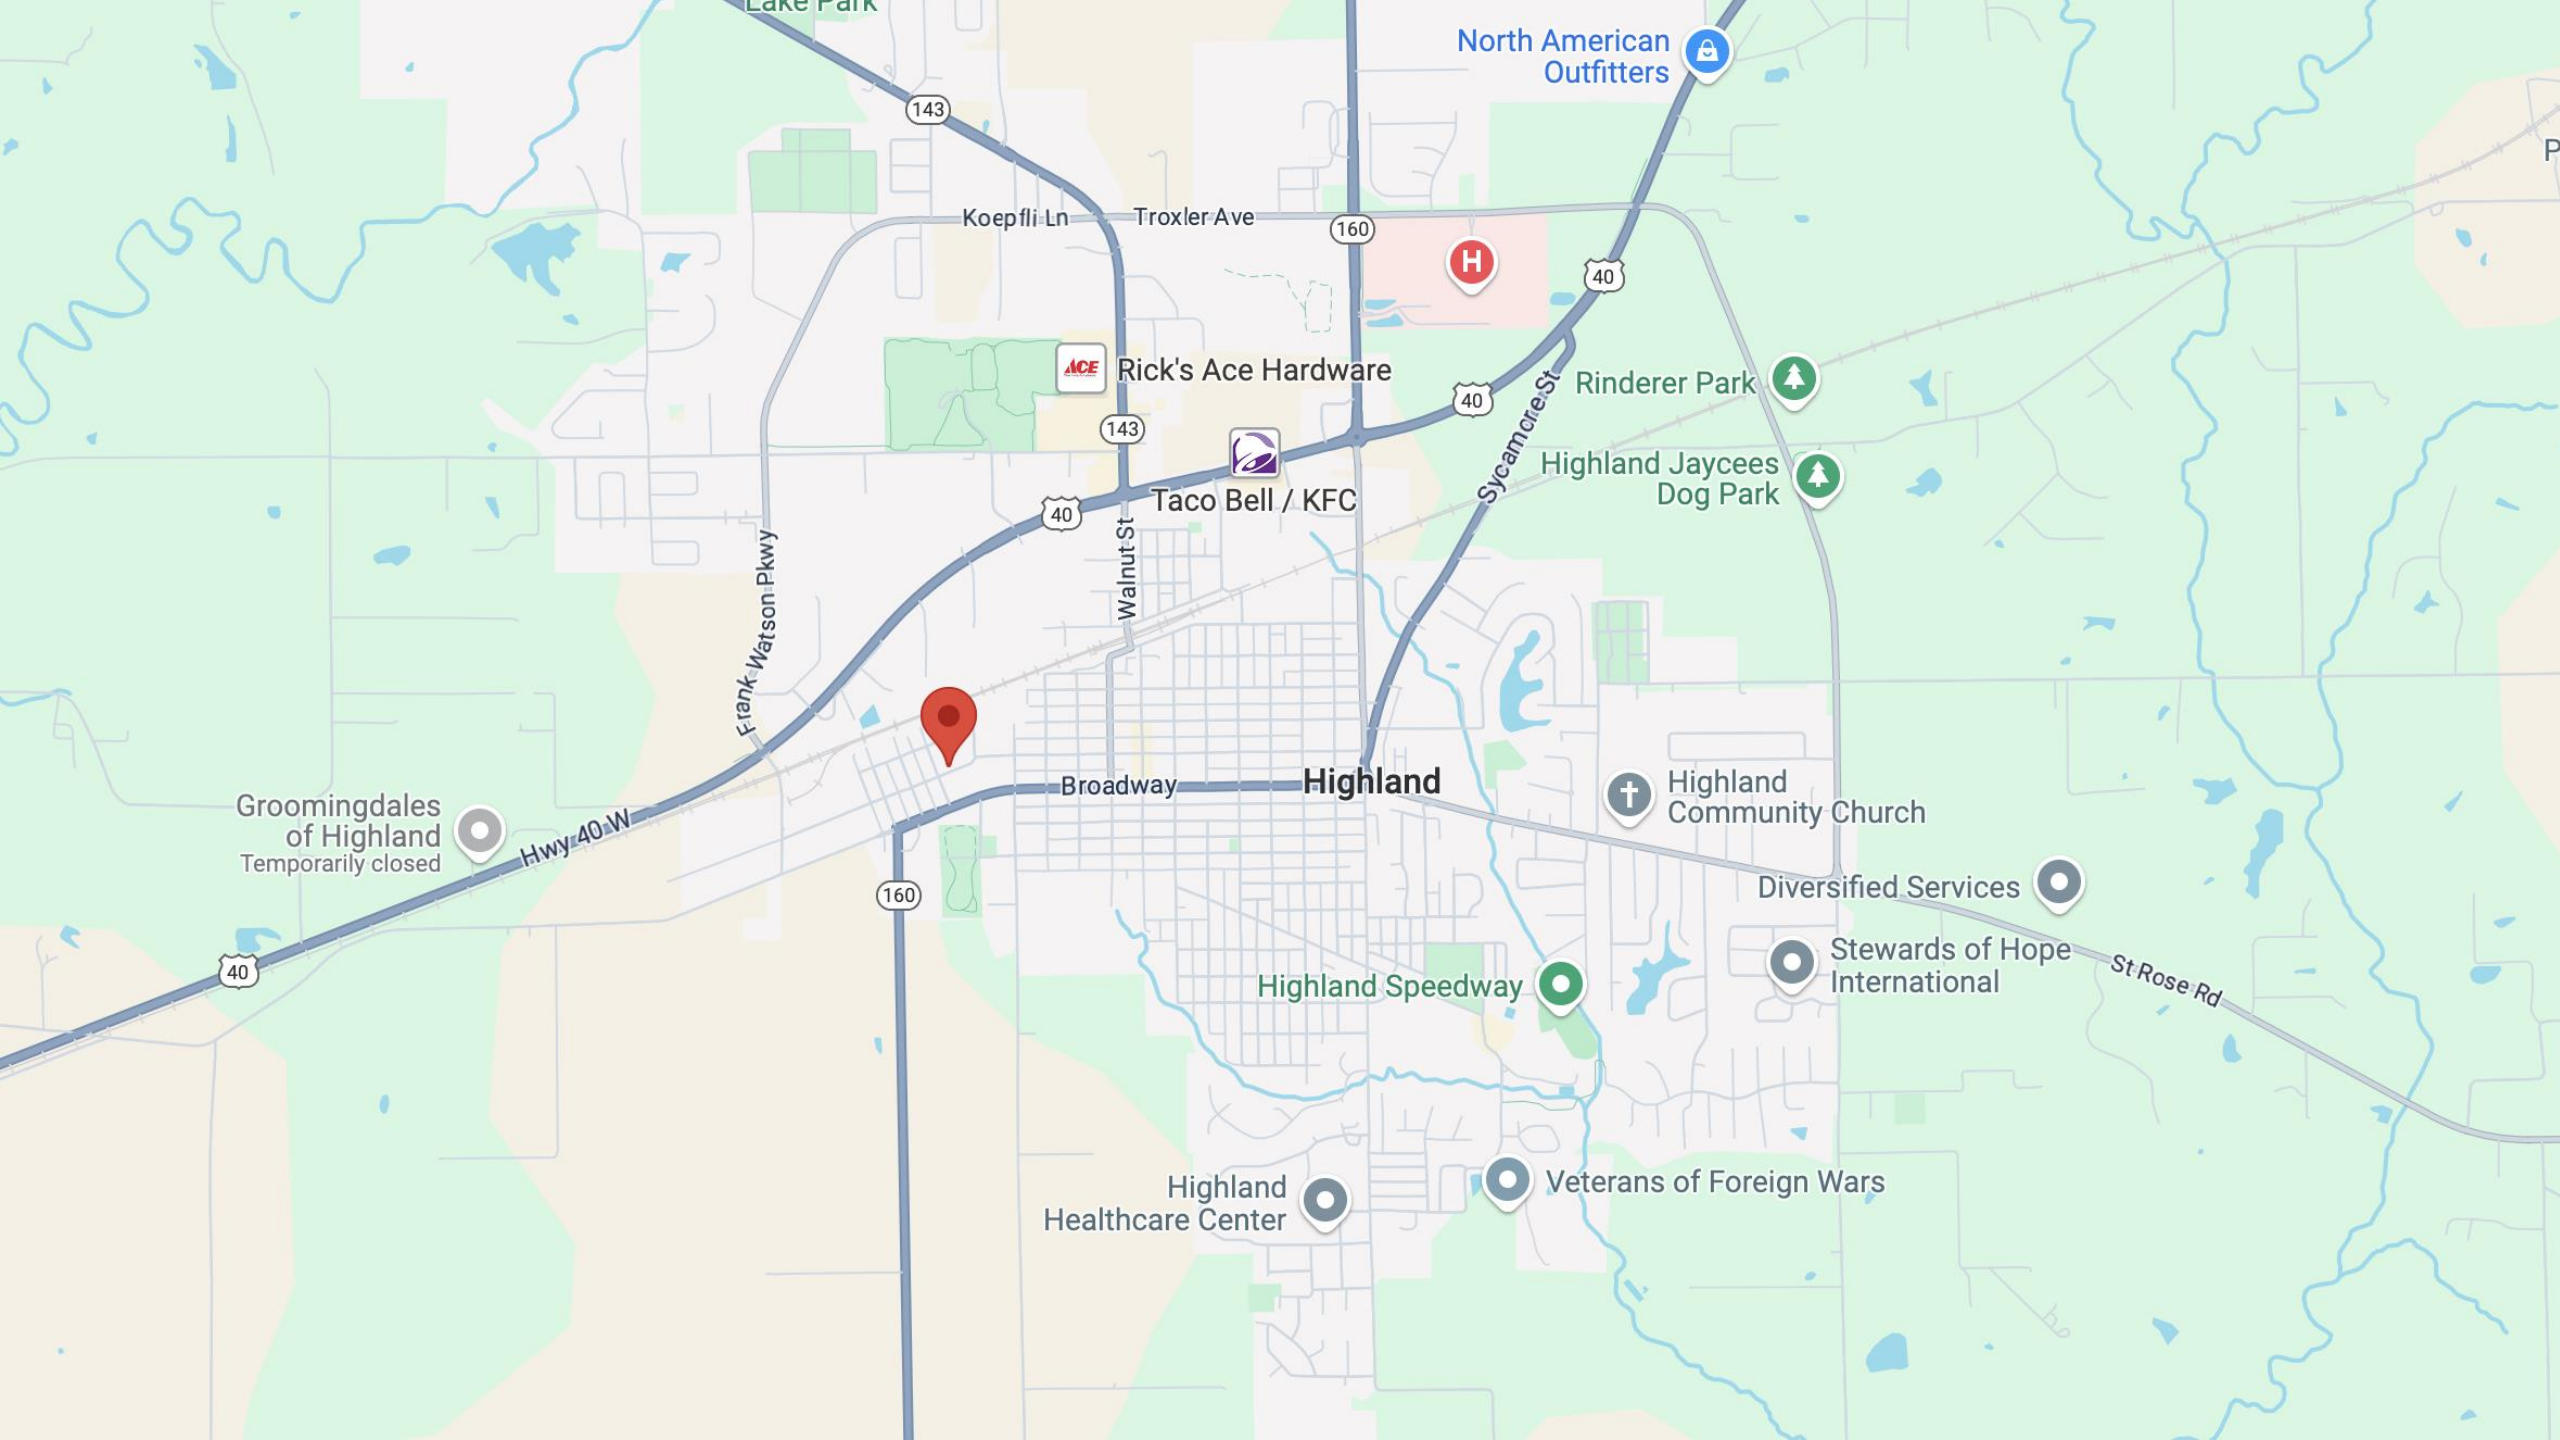 Lake Park
North American
Outfitters
143
Koepfli Ln
Troxler Ave
160
H
40
ACE
Rick's Ace Hardware
Rinderer Park
40
143
Sycamore St
Highland Jaycees
Dog Park
40
Taco Bell / KFC
Walnut St
Frank Watson Pkwy
Broadway
Highland
Highland
Community Church
Groomingdales
of Highland
Temporarily closed
Hwy 40 W
160
Diversified Services
40
Highland Speedway
Stewards of Hope
International
St Rose Rd
Highland
Healthcare Center
Veterans of Foreign Wars